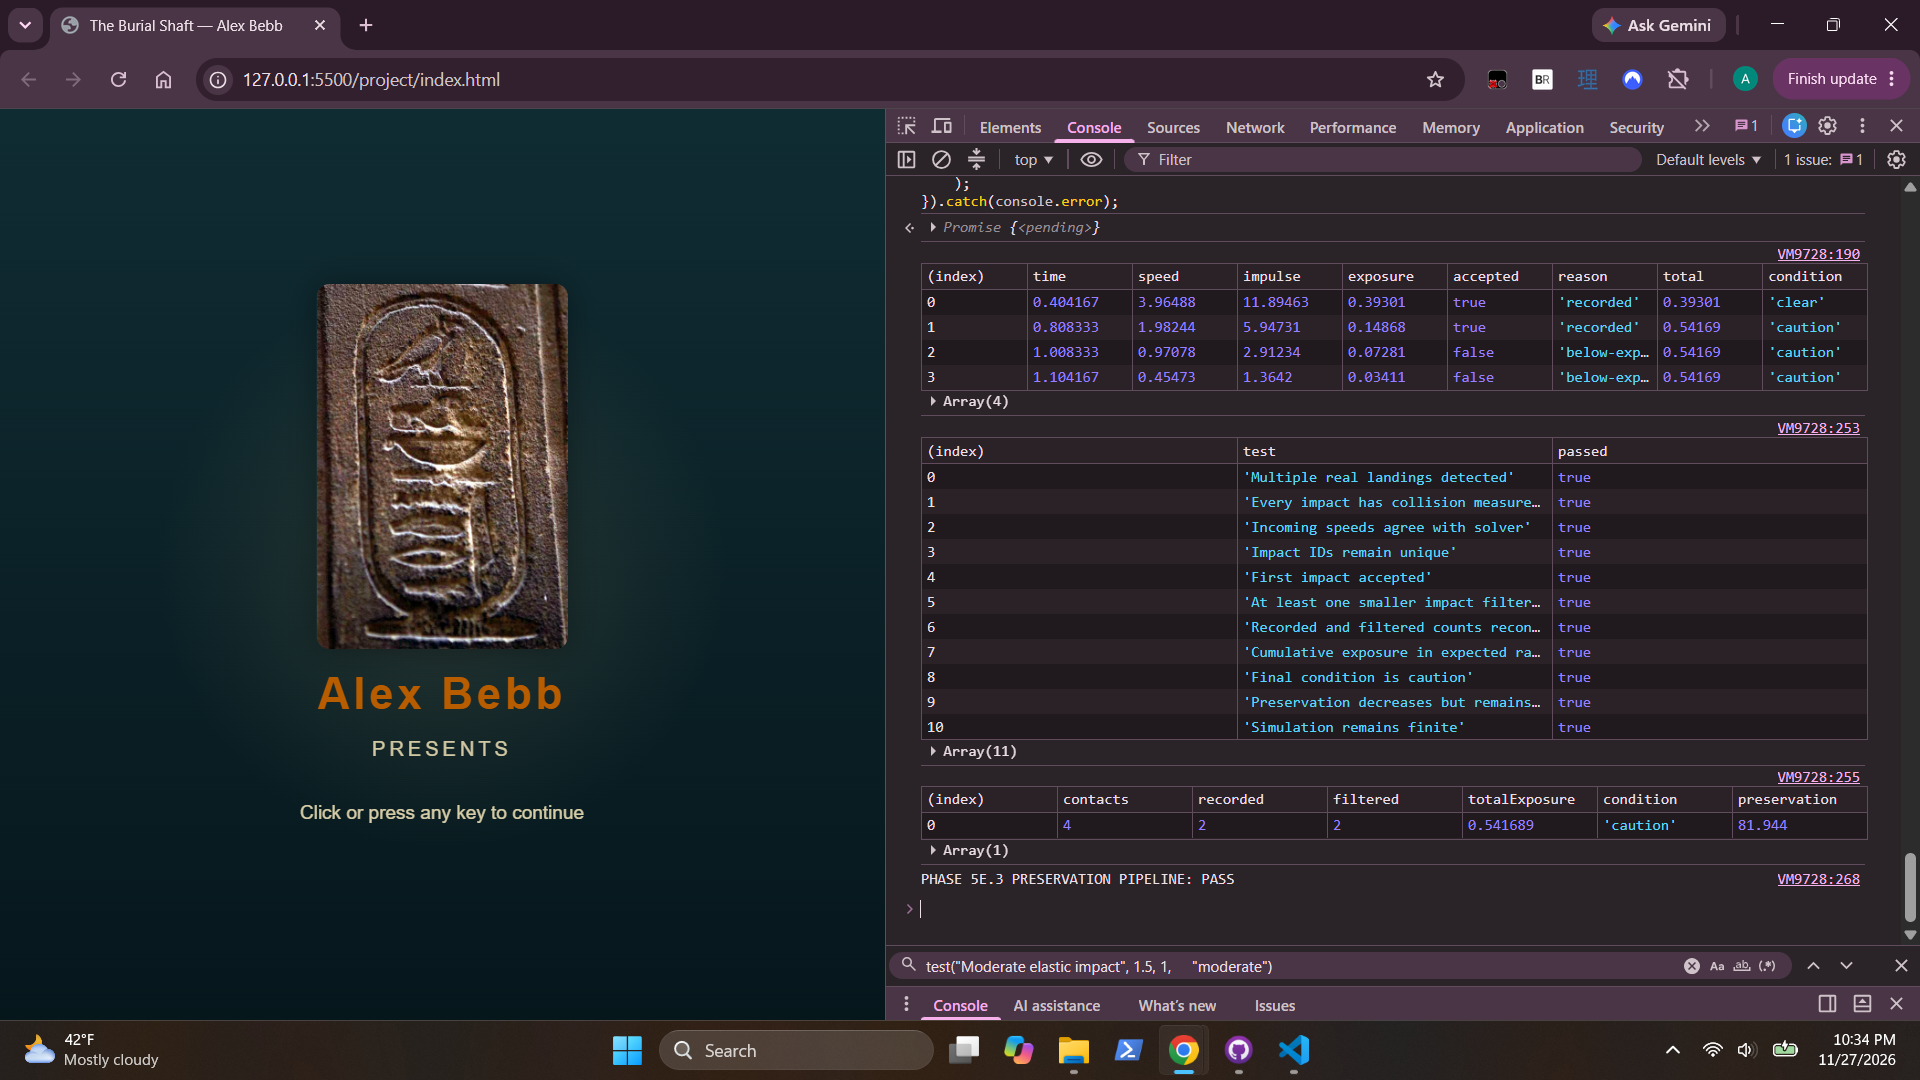 The Burial Shaft — Alex Bebb
Ask Gemini
127.0.0.1:5500/project/index.html
BR
A
Finish update
Elements Console Sources Network Performance Memory Application Security
1
top
Filter
Default levels
1 issue: 1
);
}).catch(console.error);
Promise {<pending>}
VM9728:190
(index) time speed impulse exposure accepted reason total condition
0 0.404167 3.96488 11.89463 0.39301 true 'recorded' 0.39301 'clear'
1 0.808333 1.98244 5.94731 0.14868 true 'recorded' 0.54169 'caution'
2 1.008333 0.97078 2.91234 0.07281 false 'below-exp… 0.54169 'caution'
3 1.104167 0.45473 1.3642 0.03411 false 'below-exp… 0.54169 'caution'
Array(4)
VM9728:253
(index) test passed
0 'Multiple real landings detected' true
1 'Every impact has collision measure… true
2 'Incoming speeds agree with solver' true
3 'Impact IDs remain unique' true
4 'First impact accepted' true
5 'At least one smaller impact filter… true
6 'Recorded and filtered counts recon… true
7 'Cumulative exposure in expected ra… true
8 'Final condition is caution' true
9 'Preservation decreases but remains… true
10 'Simulation remains finite' true
Array(11)
VM9728:255
(index) contacts recorded filtered totalExposure condition preservation
0 4 2 2 0.541689 'caution' 81.944
Array(1)
PHASE 5E.3 PRESERVATION PIPELINE: PASS VM9728:268
test("Moderate elastic impact", 1.5, 1, "moderate")
Aa ab (.*)
Console AI assistance What's new Issues
Alex Bebb
PRESENTS
Click or press any key to continue
42°F
Mostly cloudy
Search
10:34 PM
11/27/2026